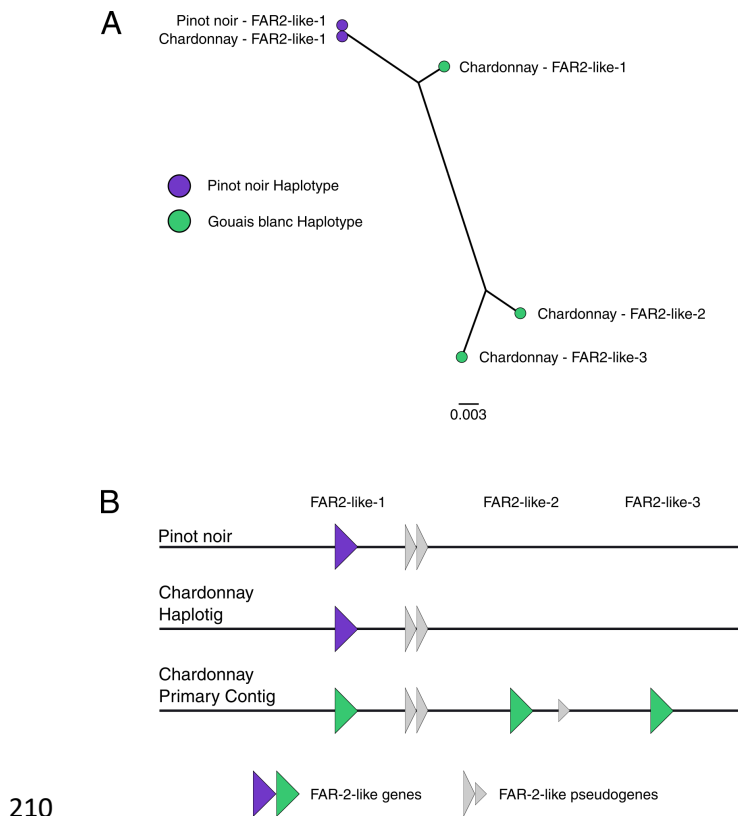 A
Pinot noir - FAR2-like-1
Chardonnay - FAR2-like-1
Chardonnay - FAR2-like-1
Pinot noir Haplotype
Gouais blanc Haplotype
Chardonnay - FAR2-like-2
Chardonnay - FAR2-like-3
0.003
B
FAR2-like-1 FAR2-like-2 FAR2-like-3
Pinot noir
Chardonnay
Haplotig
Chardonnay
Primary Contig
FAR-2-like genes FAR-2-like pseudogenes
210